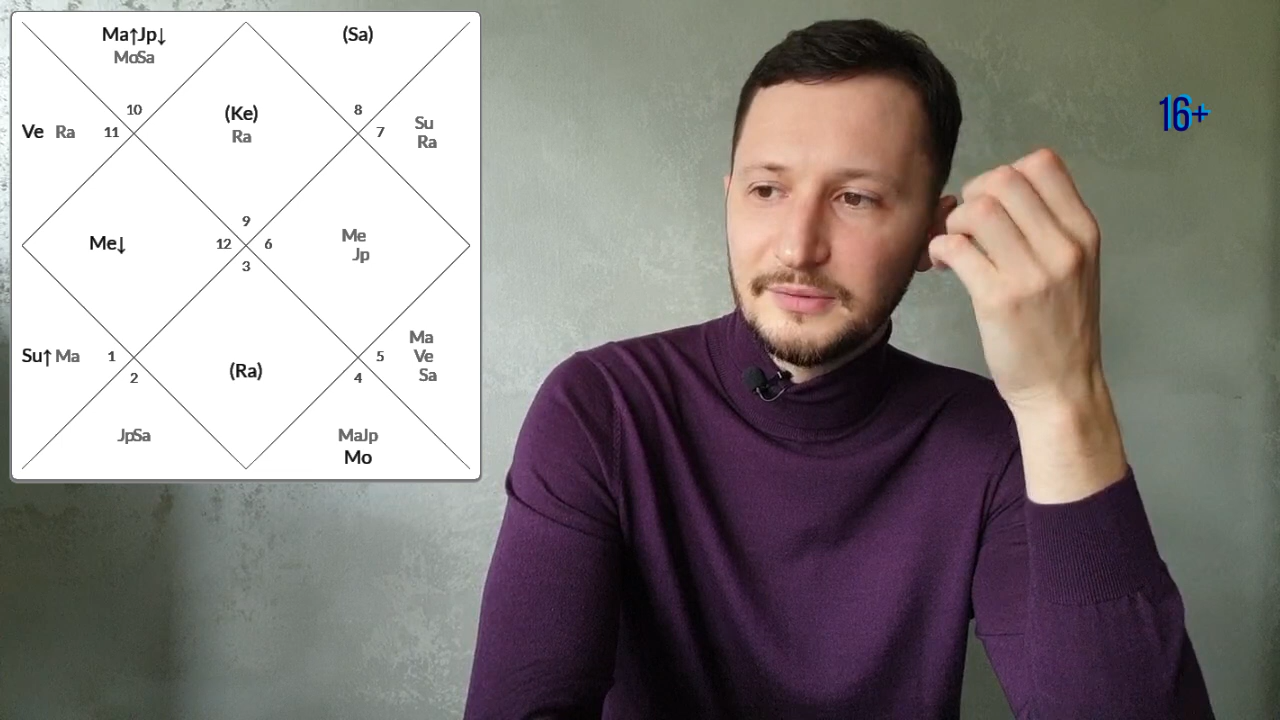 Ma↑Jp↓
MoSa
(Sa)
10
8
(Ke)
Ra
Ve Ra
11
7
Su
Ra
9
Me↓
12
6
Me
Jp
3
Su↑ Ma
1
(Ra)
5
Ma
Ve
Sa
2
4
JpSa
MaJp
Mo
16+